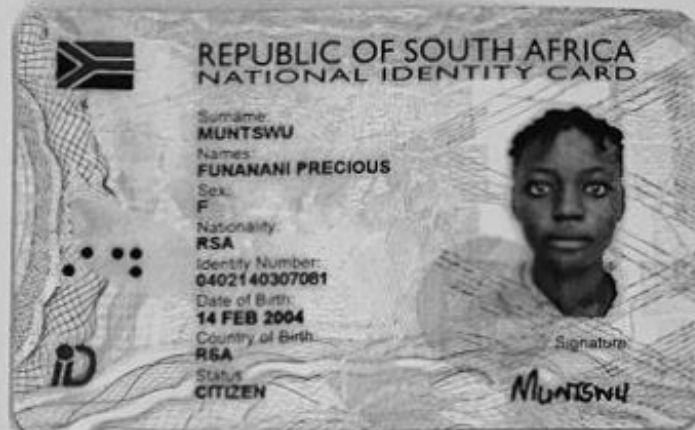 REPUBLIC OF SOUTH AFRICA
NATIONAL IDENTITY CARD
Surname:
MUNTSWU
Names:
FUNANANI PRECIOUS
Sex:
F
Nationality:
RSA
Identity Number:
0402140307081
Date of Birth:
14 FEB 2004
Country of Birth:
RSA
Status:
CITIZEN
Signature
MUNTSWU
iD